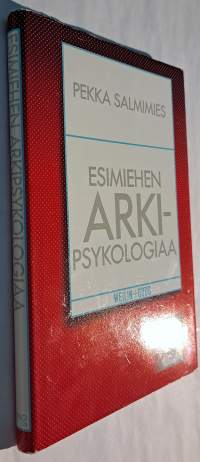 PEKKA SALMIMIES
ESIMIEHEN
ARKI-
PSYKOLOGIAA
WEILIN+GÖÖS
ESIMIEHEN ARKIPSYKOLOGIAA